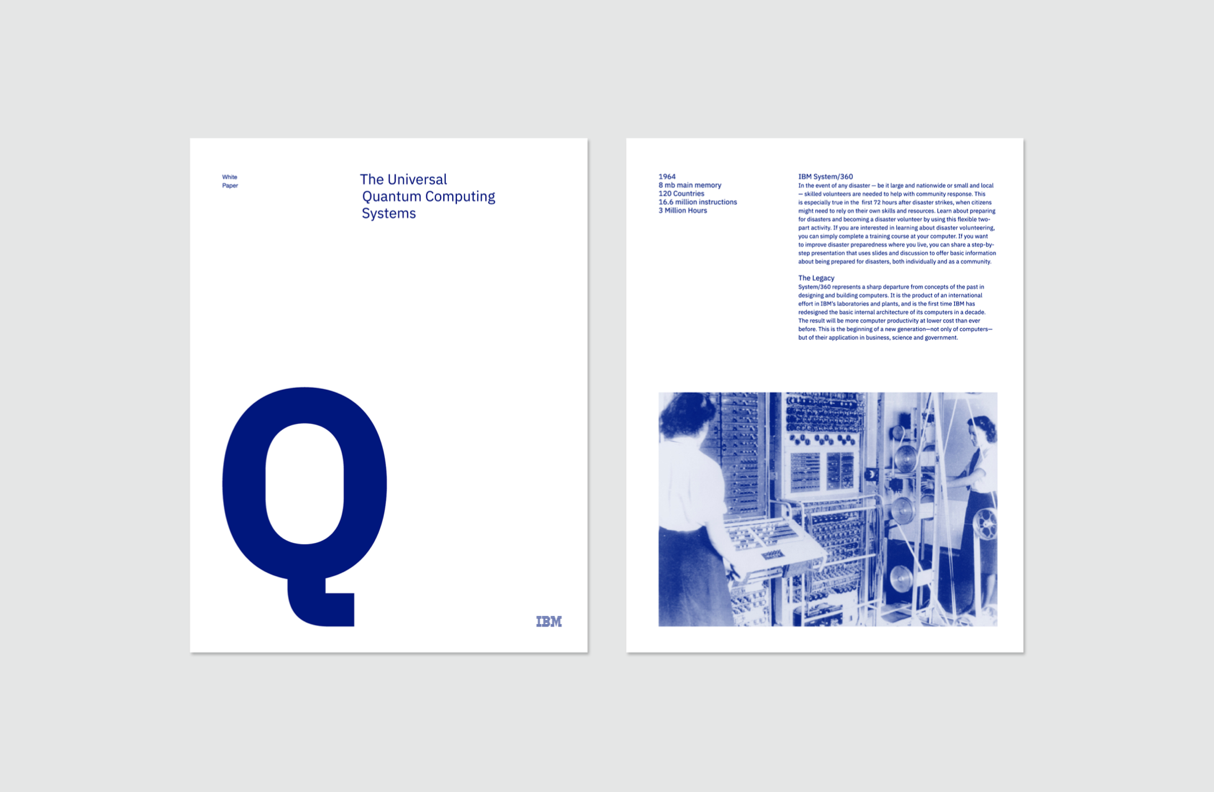 White
Paper
The Universal
Quantum Computing
Systems
Q
IBM
1964
8 mb main memory
120 Countries
16.6 million instructions
3 Million Hours
IBM System/360
In the event of any disaster — be it large and nationwide or small and local
— skilled volunteers are needed to help with community response. This
is especially true in the first 72 hours after disaster strikes, when citizens
might need to rely on their own skills and resources. Learn about preparing
for disasters and becoming a disaster volunteer by using this flexible two-
part activity. If you are interested in learning about disaster volunteering,
you can simply complete a training course at your computer. If you want
to improve disaster preparedness where you live, you can share a step-by-
step presentation that uses slides and discussion to offer basic information
about being prepared for disasters, both individually and as a community.
The Legacy
System/360 represents a sharp departure from concepts of the past in
designing and building computers. It is the product of an international
effort in IBM's laboratories and plants, and is the first time IBM has
redesigned the basic internal architecture of its computers in a decade.
The result will be more computer productivity at lower cost than ever
before. This is the beginning of a new generation—not only of computers—
but of their application in business, science and government.